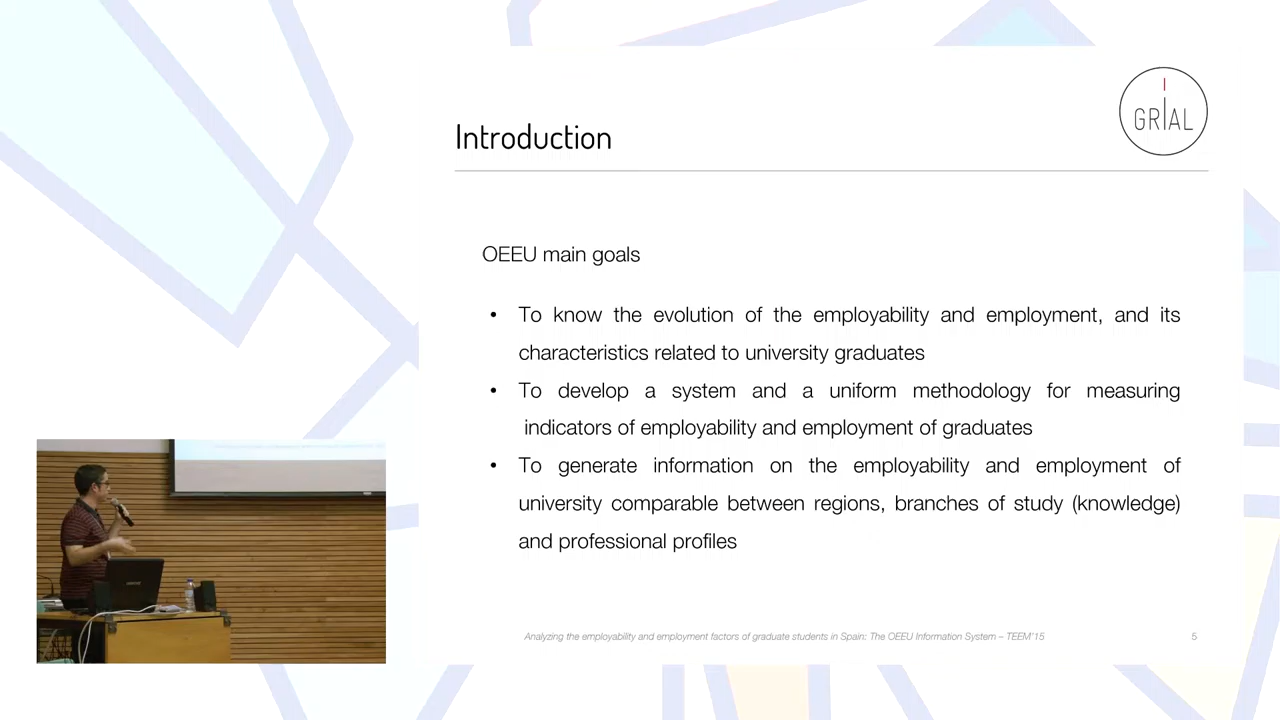 GRIAL
Introduction
OEEU main goals
• To know the evolution of the employability and employment, and its
characteristics related to university graduates
• To develop a system and a uniform methodology for measuring
indicators of employability and employment of graduates
• To generate information on the employability and employment of
university comparable between regions, branches of study (knowledge)
and professional profiles
Analyzing the employability and employment factors of graduate students in Spain: The OEEU Information System – TEEM'15
5